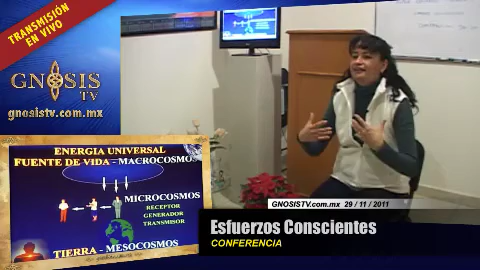 TRANSMISIÓN
EN VIVO
GNOSIS
TV
gnosistv.com.mx
ENERGIA UNIVERSAL
FUENTE DE VIDA - MACROCOSMOS
MICROCOSMOS
RECEPTOR
GENERADOR
TRANSMISOR
TIERRA - MESOCOSMOS
GNOSISTV.com.mx 29 / 11 / 2011
Esfuerzos Conscientes
CONFERENCIA